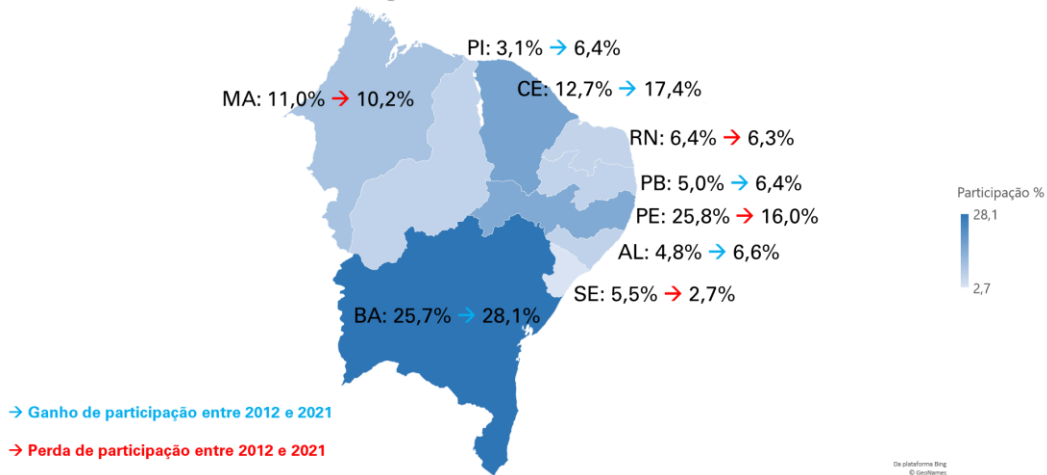 PI: 3,1% → 6,4%
CE: 12,7% → 17,4%
MA: 11,0% → 10,2%
RN: 6,4% → 6,3%
PB: 5,0% → 6,4%
PE: 25,8% → 16,0%
AL: 4,8% → 6,6%
SE: 5,5% → 2,7%
BA: 25,7% → 28,1%
Participação %
28,1
2,7
→ Ganho de participação entre 2012 e 2021
→ Perda de participação entre 2012 e 2021
Da plataforma Bing
© GeoNames